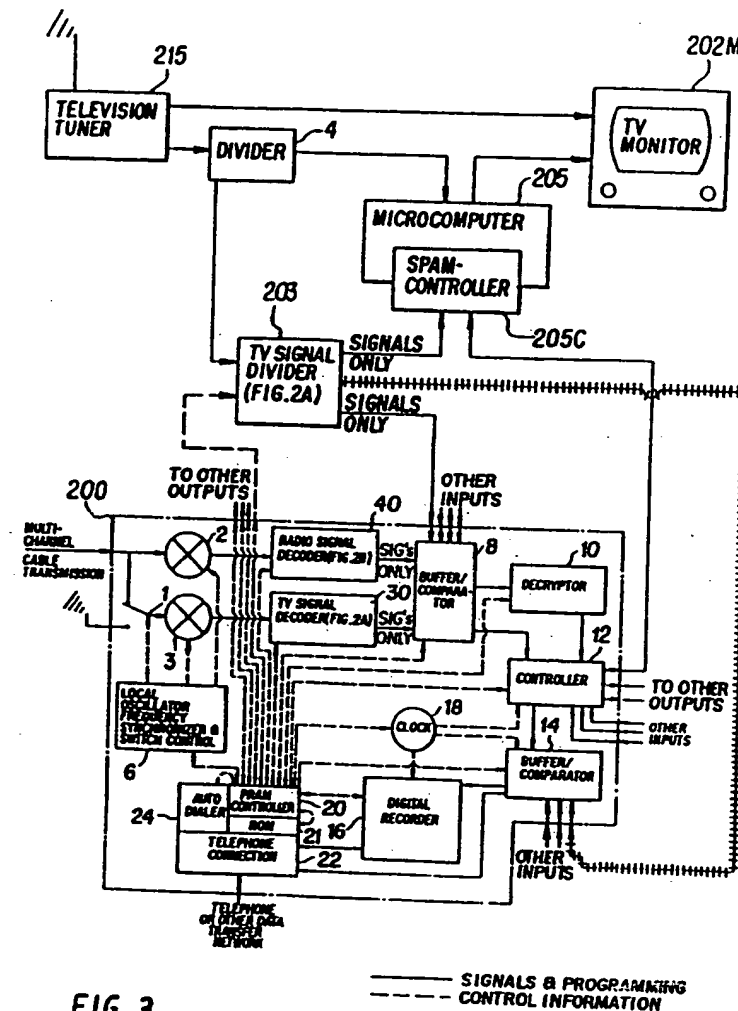 215
202M
TELEVISION
TUNER
4
DIVIDER
TV
MONITOR
205
MICROCOMPUTER
SPAM-
CONTROLLER
205C
203
TV SIGNAL
DIVIDER
(FIG.2A)
SIGNALS
ONLY
SIGNALS
ONLY
TO OTHER
OUTPUTS
OTHER
INPUTS
200
MULTI-
CHANNEL
CABLE
TRANSMISSION
2
40
RADIO SIGNAL
DECODER(FIG.2B)
SIG's
ONLY
8
BUFFER/
COMPARA
TOR
10
DECRYPTOR
1
3
30
TV SIGNAL
DECODER(FIG.2A)
SIG's
ONLY
12
CONTROLLER
TO OTHER
OUTPUTS
OTHER
INPUTS
LOCAL
OSCILLATOR
/FREQUENCY
SYNCHRONIZER &
SWITCH CONTROL
6
18
CLOCK
14
BUFFER/
COMPARATOR
24
AUTO
DIALER
PRAM
CONTROLLER
20
ROM
21
TELEPHONE
CONNECTION
22
16
DIGITAL
RECORDER
OTHER
INPUTS
TELEPHONE
OR OTHER DATA
TRANSFER
NETWORK
SIGNALS & PROGRAMMING
CONTROL INFORMATION
FIG. 3